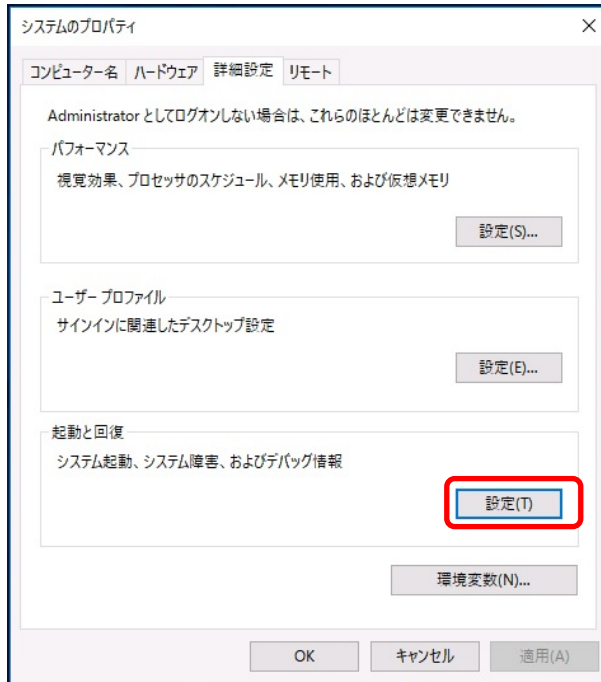 システムのプロパティ
コンピューター名 ハードウェア 詳細設定 リモート
Administrator としてログオンしない場合は、これらのほとんどは変更できません。
パフォーマンス
視覚効果、プロセッサのスケジュール、メモリ使用、および仮想メモリ
設定(S)...
ユーザー プロファイル
サインインに関連したデスクトップ設定
設定(E)...
起動と回復
システム起動、システム障害、およびデバッグ情報
設定(T)
環境変数(N)...
OK キャンセル 適用(A)